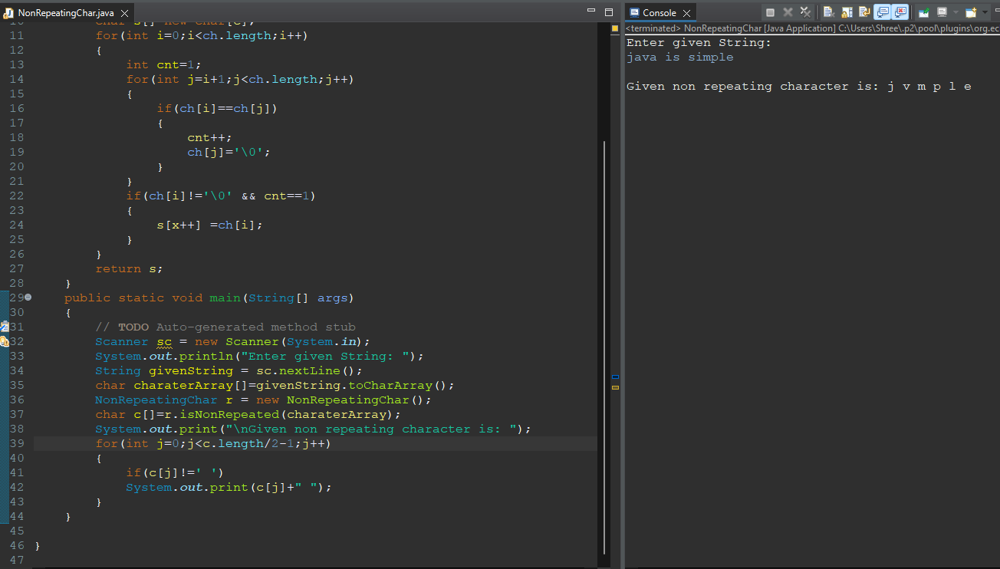 NonRepeatingChar.java
11 for(int i=0;i<ch.length;i++)
12 {
13 int cnt=1;
14 for(int j=i+1;j<ch.length;j++)
15 {
16 if(ch[i]==ch[j])
17 {
18 cnt++;
19 ch[j]='\0';
20 }
21 }
22 if(ch[i]!='\0' && cnt==1)
23 {
24 s[x++] =ch[i];
25 }
26 }
27 return s;
28 }
29 public static void main(String[] args)
30 {
31 // TODO Auto-generated method stub
32 Scanner sc = new Scanner(System.in);
33 System.out.println("Enter given String: ");
34 String givenString = sc.nextLine();
35 char charaterArray[]=givenString.toCharArray();
36 NonRepeatingChar r = new NonRepeatingChar();
37 char c[]=r.isNonRepeated(charaterArray);
38 System.out.print("\nGiven non repeating character is: ");
39 for(int j=0;j<c.length/2-1;j++)
40 {
41 if(c[j]!=' ')
42 System.out.print(c[j]+" ");
43 }
44 }
45
46 }
47
Console
<terminated> NonRepeatingChar [Java Application] C:\Users\Shree\.p2\pool\plugins\org.ec
Enter given String:
java is simple
Given non repeating character is: j v m p l e